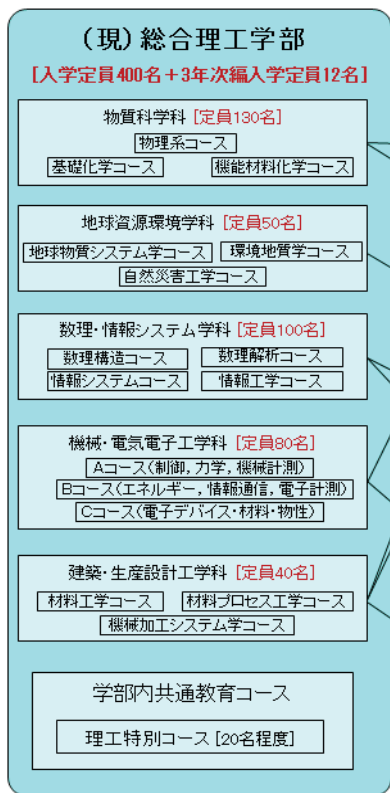 (現)総合理工学部
[入学定員400名+3年次編入学定員12名]
物質科学科 [定員130名]
物理系コース
基礎化学コース 機能材料化学コース
地球資源環境学科 [定員50名]
地球物質システム学コース 環境地質学コース
自然災害工学コース
数理・情報システム学科 [定員100名]
数理構造コース 数理解析コース
情報システムコース 情報工学コース
機械・電気電子工学科 [定員80名]
Aコース(制御,力学,機械計測)
Bコース(エネルギー,情報通信,電子計測)
Cコース(電子デバイス・材料・物性)
建築・生産設計工学科 [定員40名]
材料工学コース 材料プロセス工学コース
機械加工システム学コース
学部内共通教育コース
理工特別コース [20名程度]